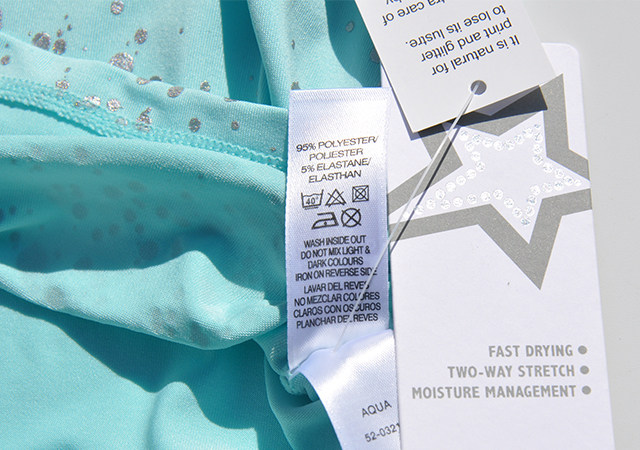 It is natural for
print and glitter
to lose its lustre.
care of
95% POLYESTER/
POLIESTER
5% ELASTANE/
ELASTHAN
40°
WASH INSIDE OUT
DO NOT MIX LIGHT &
DARK COLOURS
IRON ON REVERSE SIDE
LAVAR DEL REVES
NO MEZCLAR COLORES
CLAROS CON OSCUROS
PLANCHAR DEL REVES
FAST DRYING
TWO-WAY STRETCH
MOISTURE MANAGEMENT
AQUA